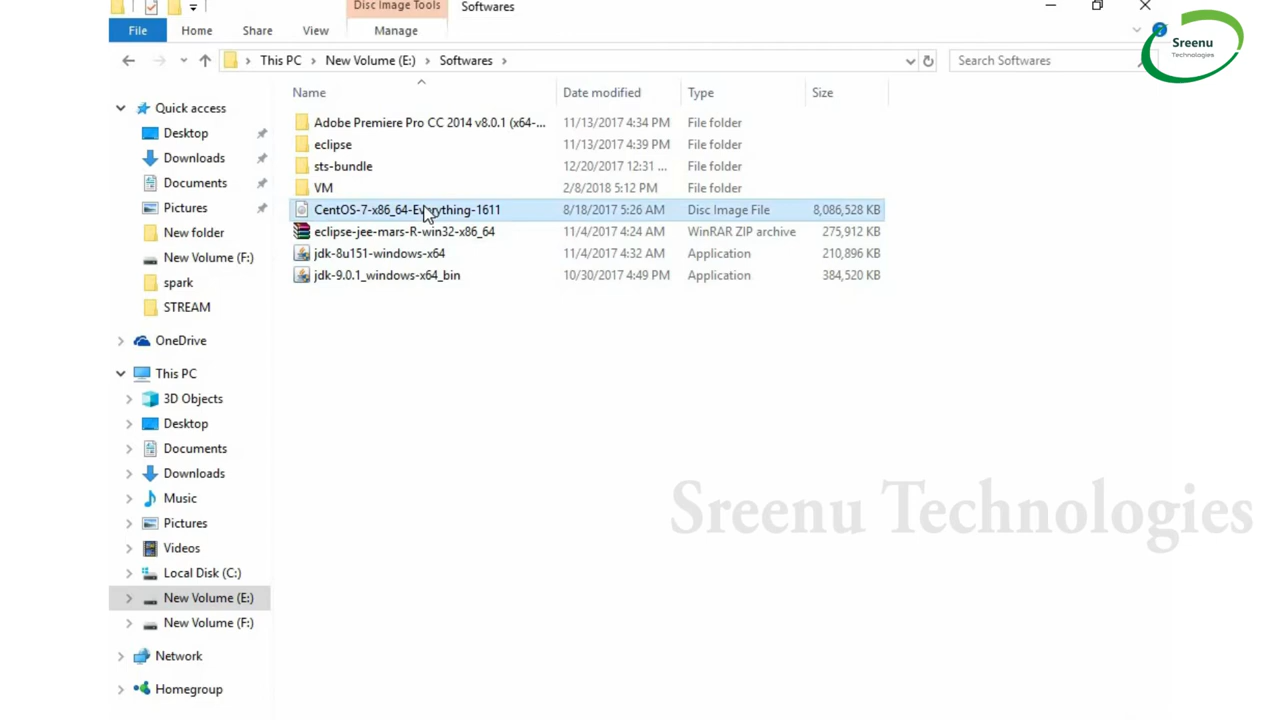 Disc Image Tools Softwares
File Home Share View Manage
This PC New Volume (E:) Softwares Search Softwares
Sreenu
Technologies
Name Date modified Type Size
Quick access
Desktop
Downloads
Documents
Pictures
New folder
New Volume (F:)
spark
STREAM
OneDrive
This PC
3D Objects
Desktop
Documents
Downloads
Music
Pictures
Videos
Local Disk (C:)
New Volume (E:)
New Volume (F:)
Network
Homegroup
Adobe Premiere Pro CC 2014 v8.0.1 (x64-... 11/13/2017 4:34 PM File folder
eclipse 11/13/2017 4:39 PM File folder
sts-bundle 12/20/2017 12:31 ... File folder
VM 2/8/2018 5:12 PM File folder
CentOS-7-x86_64-Everything-1611 8/18/2017 5:26 AM Disc Image File 8,086,528 KB
eclipse-jee-mars-R-win32-x86_64 11/4/2017 4:24 AM WinRAR ZIP archive 275,912 KB
jdk-8u151-windows-x64 11/4/2017 4:32 AM Application 210,896 KB
jdk-9.0.1_windows-x64_bin 10/30/2017 4:49 PM Application 384,520 KB
Sreenu Technologies